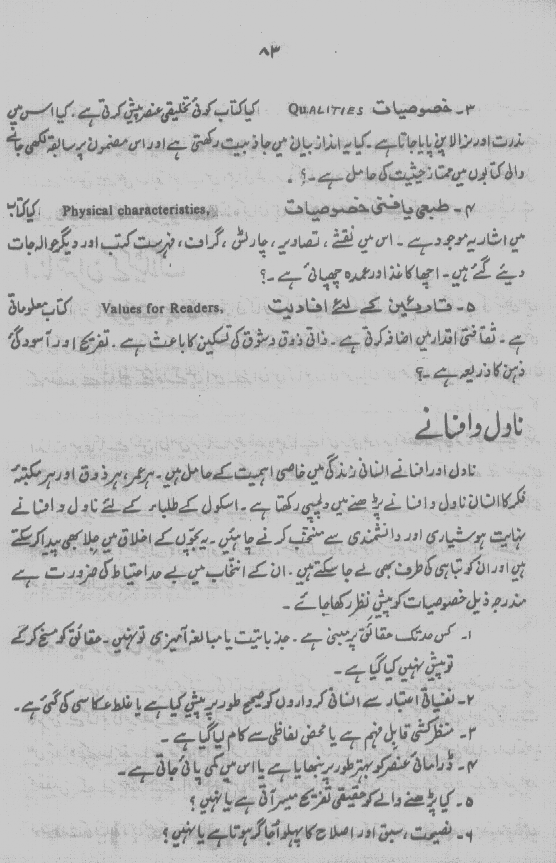 ۸۳
۳۔ خصوصیات QUALITIES کیا کتاب کوئی تخلیقی عنصر پیش کرتی ہے۔ کیا اس میں
ندرت اور نرالا پن پایا جاتا ہے۔ کیا یہ انداز بیان میں جاذبیت رکھتی ہے اور اس مضمون پر سابقہ لکھی جانے
والی کتابوں میں ممتاز حیثیت کی حامل ہے۔؟
۴۔ طبعی یافتنی خصوصیات Physical characteristies, کیا کتاب
میں اشاریہ موجود ہے۔ اس میں نقشے، تصاویر، چارٹس، گراف، فہرست کتب اور دیگر حوالہ جات
دیئے گئے ہیں۔ اچھا کاغذ اور عمدہ چھپائی ہے۔؟
۵۔ قارئین کے لئے افادیت Values for Readers, کتاب معلوماتی
ہے۔ ثقافتی اقدار میں اضافہ کرتی ہے۔ ذاتی ذوق و شوق کی تسکین کا باعث ہے۔ تفریح اور آسودگیٔ
ذہن کا ذریعہ ہے۔؟
ناول و افسانے
ناول اور افسانے انسانی زندگی میں خاصی اہمیت کے حامل ہیں۔ ہر عمر، ہر ذوق اور ہر مکتبۂ
فکر کا انسان ناول و افسانے پڑھنے میں دلچسپی رکھتا ہے۔ اسکول کے طلباء کے لئے ناول و افسانے
نہایت ہوشیاری اور دانشمندی سے منتخب کرنے چاہئیں۔ یہ بچوں کے اخلاق میں جلا بھی پیدا کر سکتے
ہیں اور ان کو تباہی کی طرف بھی لے جا سکتے ہیں۔ ان کے انتخاب میں بے حد احتیاط کی ضرورت ہے
مندرجہ ذیل خصوصیات کو پیش نظر رکھا جائے۔
۱۔ کس حد تک حقائق پر مبنی ہے۔ جذباتیت یا مبالغہ آمیزی تو نہیں۔ حقائق کو مسخ کر کے
تو پیش نہیں کیا گیا ہے۔
۲۔ نفسیاتی اعتبار سے انسانی کرداروں کو صحیح طور پر پیش کیا ہے یا غلط عکاسی کی گئی ہے۔
۳۔ منظر کشی قابل فہم ہے یا محض لفاظی سے کام لیا گیا ہے۔
۴۔ ڈرامائی عنصر کو بہتر طور پر نبھایا ہے یا اس میں کمی پائی جاتی ہے۔
۵۔ کیا پڑھنے والے کو حقیقی تفریح میسر آتی ہے یا نہیں؟
۶۔ نصیحت، سبق اور اصلاح کا پہلو اجاگر ہوتا ہے یا نہیں؟